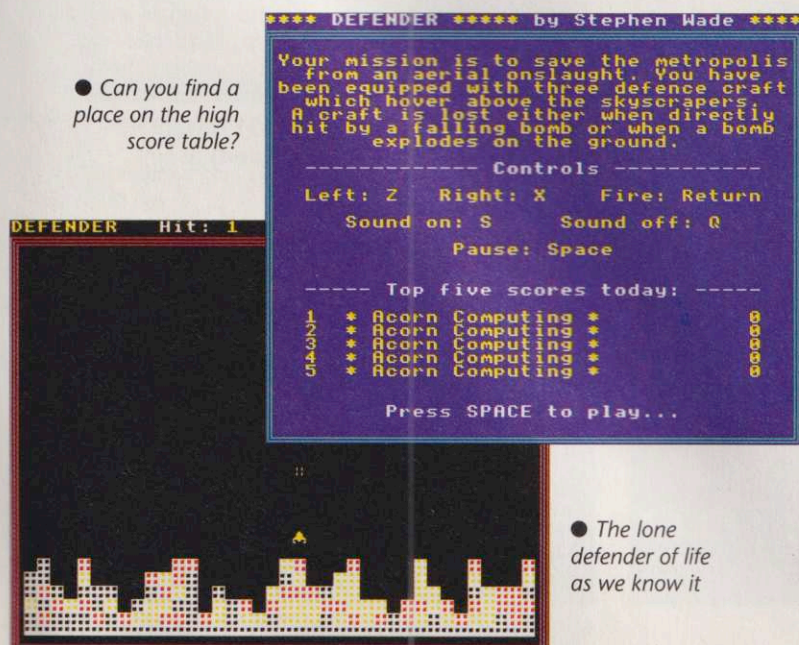 ● Can you find a
place on the high
score table?
**** DEFENDER ***** by Stephen Wade ****
Your mission is to save the metropolis
from an aerial onslaught. You have
been equipped with three defence craft
which hover above the skyscrapers.
A craft is lost either when directly
hit by a falling bomb or when a bomb
explodes on the ground.
------------- Controls -----------
Left: Z Right: X Fire: Return
Sound on: S Sound off: Q
Pause: Space
----- Top five scores today: -----
1 * Acorn Computing * 0
2 * Acorn Computing * 0
3 * Acorn Computing * 0
4 * Acorn Computing * 0
5 * Acorn Computing * 0
Press SPACE to play...
DEFENDER Hit: 1
● The lone
defender of life
as we know it